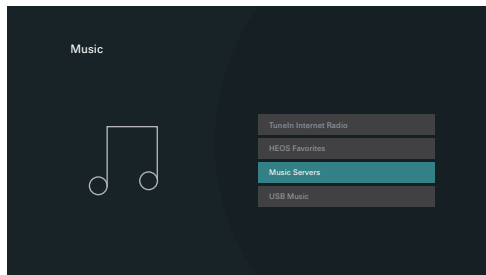 Music
TuneIn Internet Radio
HEOS Favorites
Music Servers
USB Music